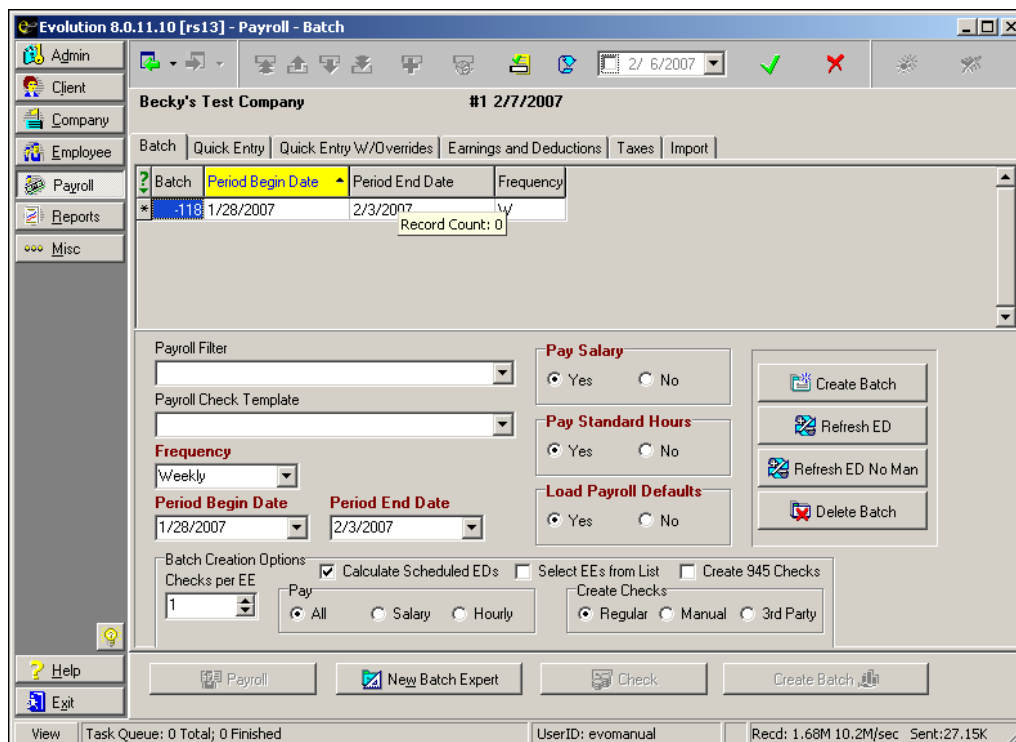 Evolution 8.0.11.10 [rs13] - Payroll - Batch
Admin
Client
Company
Employee
Payroll
Reports
Misc
Help
Exit
2/ 6/2007
Becky's Test Company #1 2/7/2007
Batch Quick Entry Quick Entry W/Overrides Earnings and Deductions Taxes Import
? Batch Period Begin Date Period End Date Frequency
* -118 1/28/2007 2/3/2007 W
Record Count: 0
Payroll Filter
Payroll Check Template
Frequency
Weekly
Period Begin Date Period End Date
1/28/2007 2/3/2007
Pay Salary
Yes No
Pay Standard Hours
Yes No
Load Payroll Defaults
Yes No
Create Batch
Refresh ED
Refresh ED No Man
Delete Batch
Batch Creation Options
Checks per EE
1
Calculate Scheduled EDs Select EEs from List Create 945 Checks
Pay
All Salary Hourly
Create Checks
Regular Manual 3rd Party
Payroll New Batch Expert Check Create Batch
View Task Queue: 0 Total; 0 Finished UserID: evomanual Recd: 1.68M 10.2M/sec Sent:27.15K